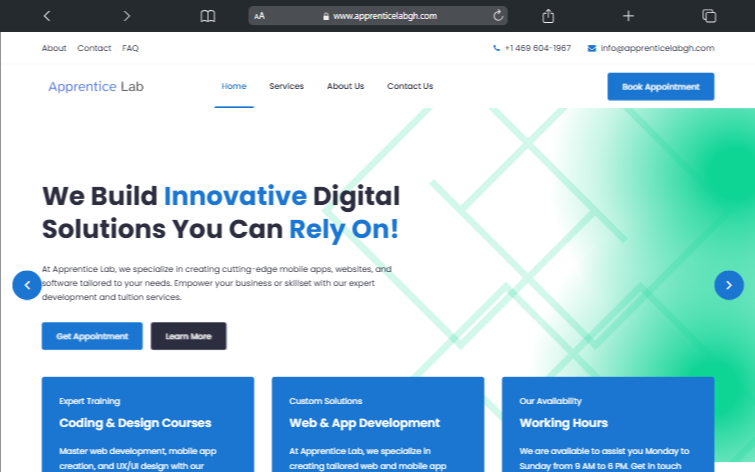 AA www.apprenticelabgh.com
About Contact FAQ +1 469 604-1967 info@apprenticelabgh.com
Apprentice Lab Home Services About Us Contact Us Book Appointment
We Build Innovative Digital
Solutions You Can Rely On!
At Apprentice Lab, we specialize in creating cutting-edge mobile apps, websites, and
software tailored to your needs. Empower your business or skillset with our expert
development and tuition services.
Get Appointment Learn More
Expert Training
Coding & Design Courses
Master web development, mobile app
creation, and UX/UI design with our
Custom Solutions
Web & App Development
At Apprentice Lab, we specialize in
creating tailored web and mobile app
Our Availability
Working Hours
We are available to assist you Monday to
Sunday from 9 AM to 6 PM. Get in touch